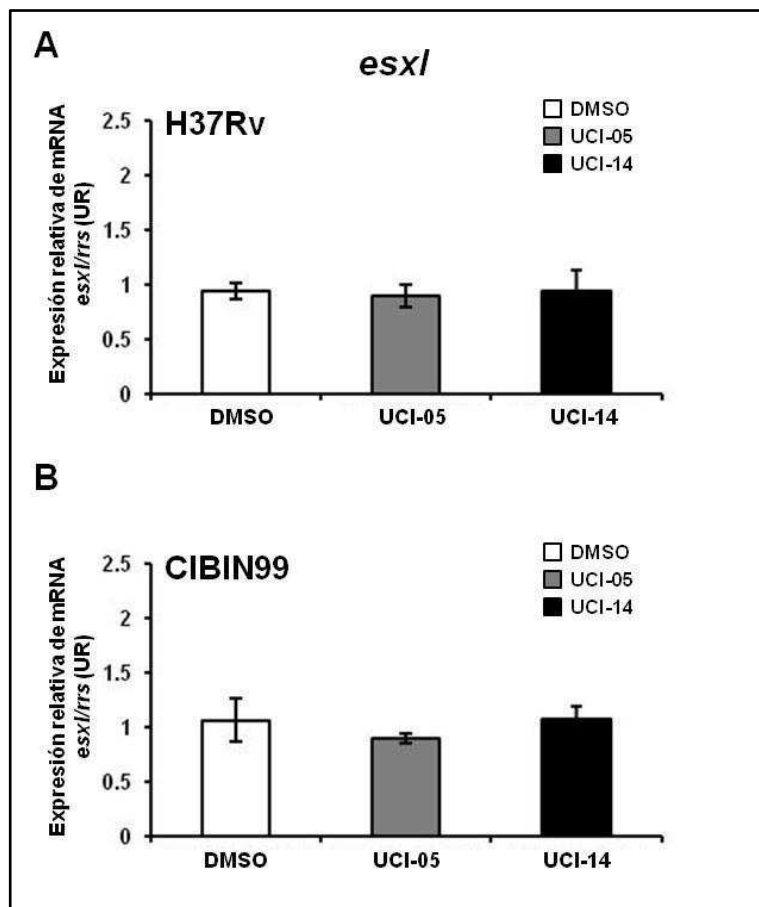 A
esxI
H37Rv
DMSO
UCI-05
UCI-14
Expresión relativa de mRNA
esxI/rrs (UR)
2.5
2
1.5
1
0.5
0
DMSO UCI-05 UCI-14
B
CIBIN99
DMSO
UCI-05
UCI-14
Expresión relativa de mRNA
esxI/rrs (UR)
2.5
2
1.5
1
0.5
0
DMSO UCI-05 UCI-14